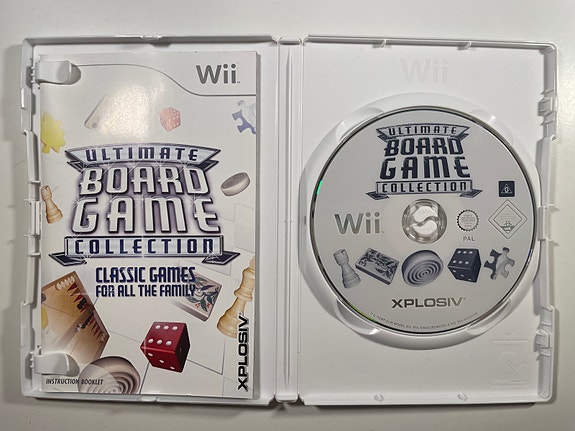 Wii
ULTIMATE
BOARD
GAME
COLLECTION
CLASSIC GAMES
FOR ALL THE FAMILY
XPLOSIV
INSTRUCTION BOOKLET
Wii
ULTIMATE
BOARD
GAME
COLLECTION
Wii
PAL
XPLOSIV